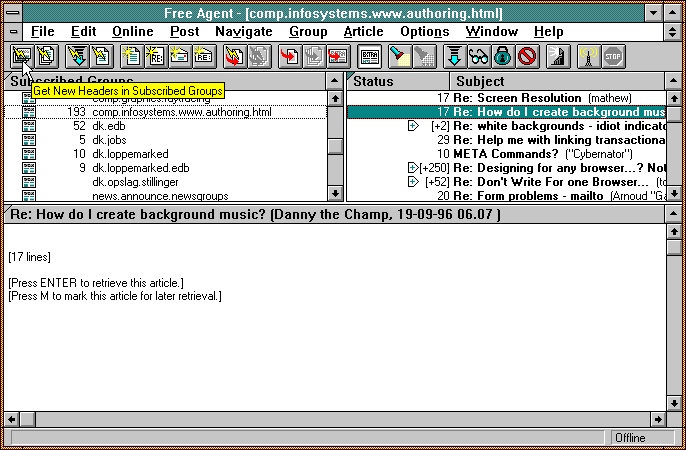 Free Agent - [comp.infosystems.www.authoring.html]
File Edit Online Post Navigate Group Article Options Window Help
RE: RE: EXTRA STOP
Subscribed Groups
Get New Headers in Subscribed Groups
comp.graphics.raytracing
193 comp.infosystems.www.authoring.html
52 dk.edb
5 dk.jobs
10 dk.loppemarked
9 dk.loppemarked.edb
dk.opslag.stillinger
news.announce.newsgroups
Status Subject
17 Re: Screen Resolution (mathew)
17 Re: How do I create background mus
[+2] Re: white backgrounds - idiot indicato
29 Re: Help me with linking transactiona
10 META Commands? ("Cybernator")
[+250] Re: Designing for any browser...? Not
[+52] Re: Don't Write For one Browser... (to
20 Re: Form problems - mailto (Arnoud "Ga
Re: How do I create background music? (Danny the Champ, 19-09-96 06.07 )
[17 lines]
[Press ENTER to retrieve this article.]
[Press M to mark this article for later retrieval.]
Offline